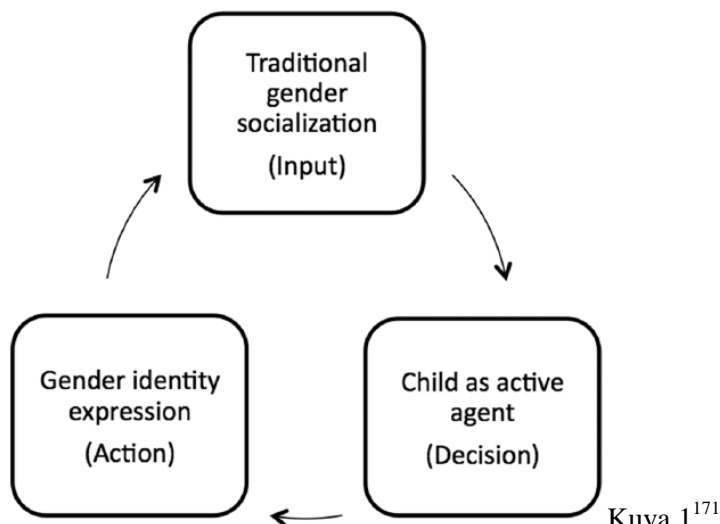 Traditional
gender
socialization
(Input)
Gender identity
expression
(Action)
Child as active
agent
(Decision)
Kuva 1171